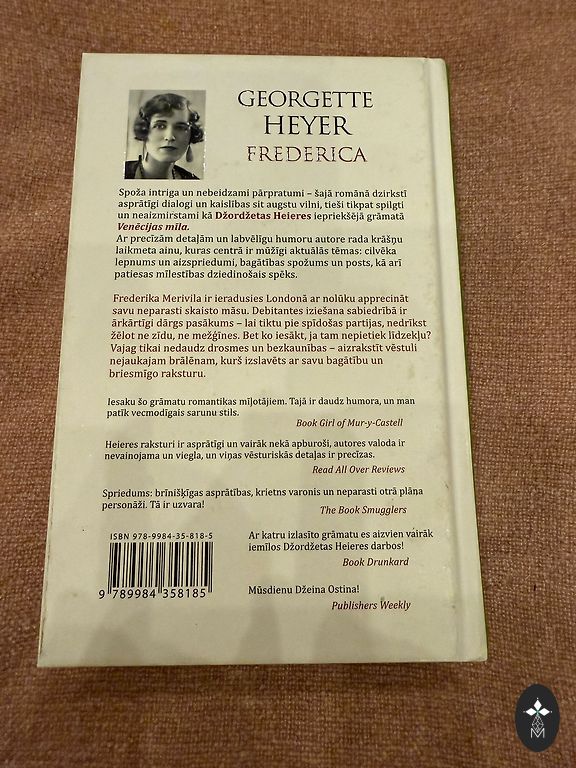 GEORGETTE
HEYER
FREDERICA
Spoža intriga un nebeidzami pārpratumi – šajā romānā dzirkstī
asprātīgi dialogi un kaislības sit augstu vilni, tieši tikpat spilgti
un neaizmirstami kā Džordžetas Heieres iepriekšējā grāmatā
Venēcijas mīla.
Ar precīzām detaļām un labvēlīgu humoru autore rada krāšņu
laikmeta ainu, kuras centrā ir mūžīgi aktuālās tēmas: cilvēka
lepnums un aizspriedumi, bagātības spožums un posts, kā arī
patiesas mīlestības dziedinošais spēks.
Frederika Merivila ir ieradusies Londonā ar nolūku apprecināt
savu neparasti skaisto māsu. Debitantes iziešana sabiedrībā ir
ārkārtīgi dārgs pasākums – lai tiktu pie spīdošas partijas, nedrīkst
žēlot ne zīdu, ne mežģīnes. Bet ko iesākt, ja tam nepietiek līdzekļu?
Vajag tikai nedaudz drosmes un bezkaunības – aizrakstīt vēstuli
nejaukajam brālēnam, kurš izslavēts ar savu bagātību un
briesmīgo raksturu.
Iesaku šo grāmatu romantikas mīļotājiem. Tajā ir daudz humora, un man
patīk vecmodīgais sarunu stils.
Book Girl of Mur-y-Castell
Heieres raksturi ir asprātīgi un vairāk nekā apburoši, autores valoda ir
nevainojama un viegla, un viņas vēsturiskās detaļas ir precīzas.
Read All Over Reviews
Spriedums: brīnišķīgas asprātības, krietns varonis un neparasti otrā plāna
personāži. Tā ir uzvara!
The Book Smugglers
ISBN 978-9984-35-818-5
9 789984 358185
Ar katru izlasīto grāmatu es aizvien vairāk
iemīlos Džordžetas Heieres darbos!
Book Drunkard
Mūsdienu Džeina Ostina!
Publishers Weekly
M